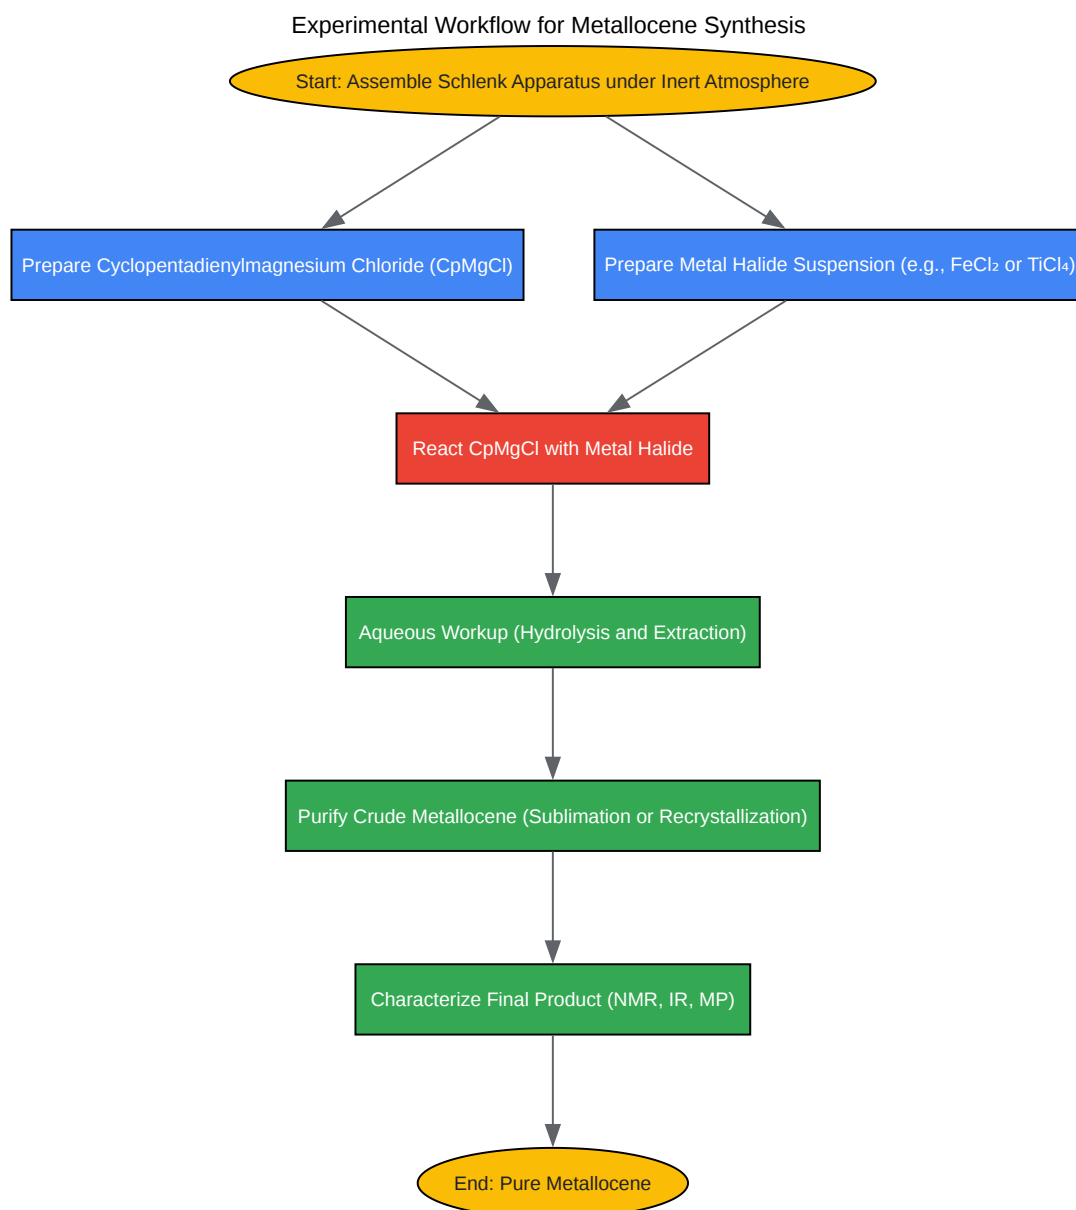 Experimental Workflow for Metallocene Synthesis
Start: Assemble Schlenk Apparatus under Inert Atmosphere
Prepare Cyclopentadienylmagnesium Chloride (CpMgCl)
Prepare Metal Halide Suspension (e.g., FeCl₂ or TiCl₄)
React CpMgCl with Metal Halide
Aqueous Workup (Hydrolysis and Extraction)
Purify Crude Metallocene (Sublimation or Recrystallization)
Characterize Final Product (NMR, IR, MP)
End: Pure Metallocene